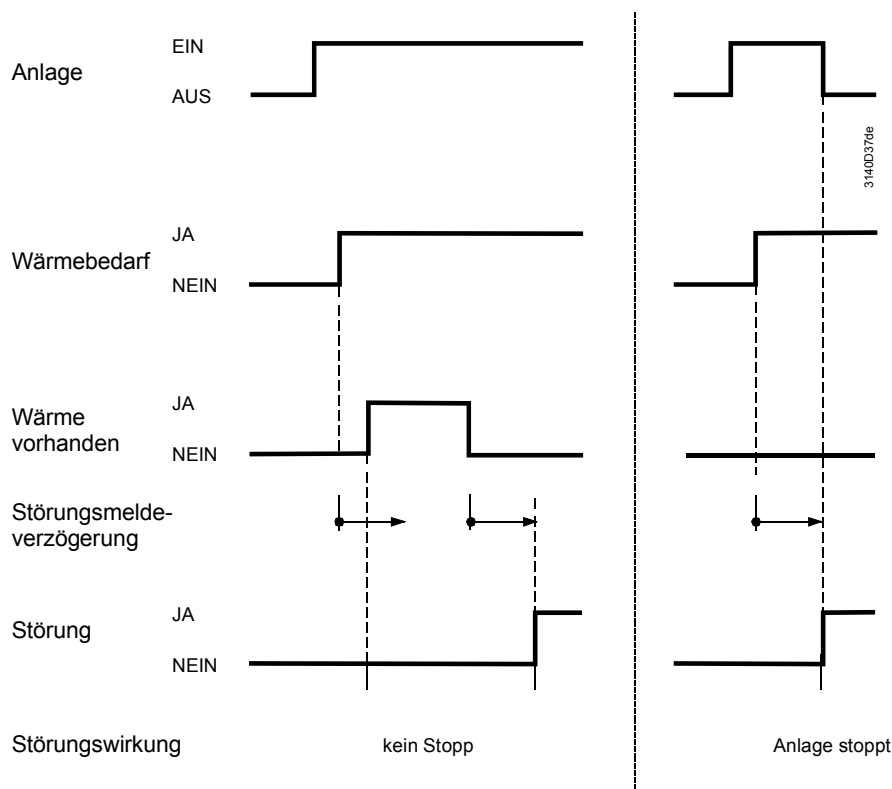 EIN
Anlage
AUS
3140D37de
JA
Wärmebedarf
NEIN
JA
Wärme
vorhanden
NEIN
Störungsmelde-
verzögerung
JA
Störung
NEIN
Störungswirkung
kein Stopp
Anlage stoppt